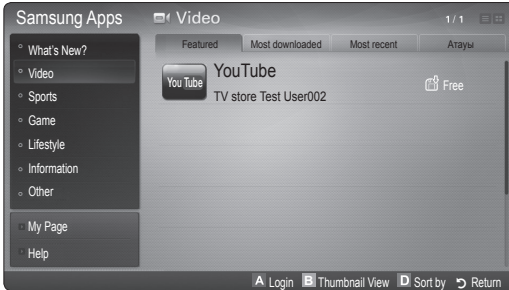 Samsung Apps
Video
1 / 1
What's New?
Video
Sports
Game
Lifestyle
Information
Other
My Page
Help
Featured
Most downloaded
Most recent
Атауы
You Tube
YouTube
TV store Test User002
Free
A Login B Thumbnail View D Sort by Return